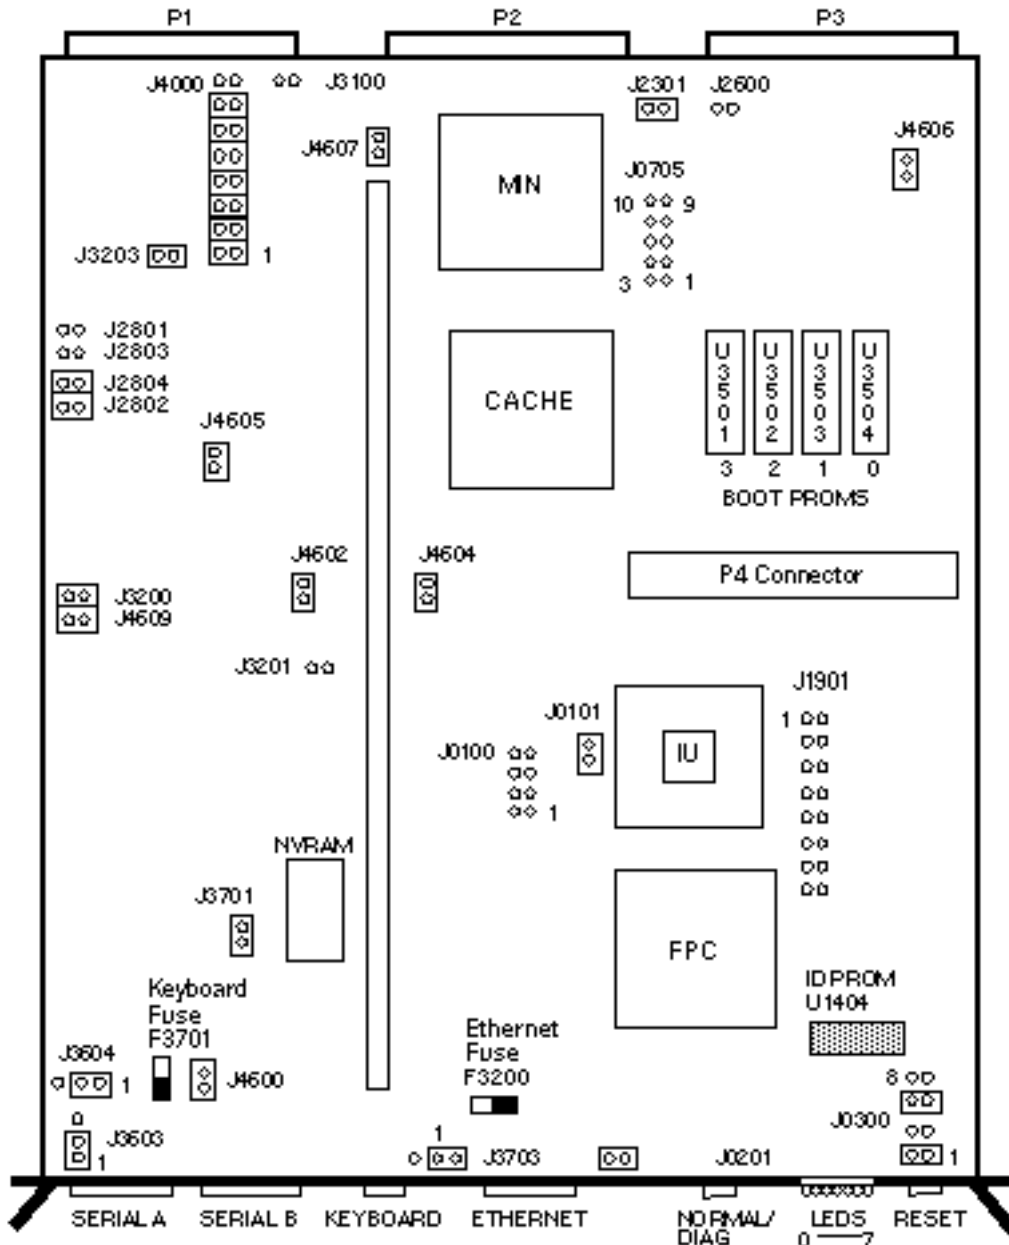 P1 P2 P3
J4000 J3100 J2301 J2600
J4607 J4606
MIN
J0705
10 9
J3203 1
3 1
J2801
J2803
J2804
J2802
J4605
CACHE
U3501 U3502 U3503 U3504
3 2 1 0
BOOT PROMS
J4602 J4604
P4 Connector
J3200
J4609
J3201
J1901
1
J0101
J0100
IU
1
NVRAM
J3701
FPC
Keyboard
Fuse
F3701
ID PROM
U1404
Ethernet
Fuse
F3200
J3604
1
J4600
8
J0300
J3603
1
1
J3703 J0201
1
SERIAL A SERIAL B KEYBOARD ETHERNET NORMAL/
DIAG LEDS RESET
0 7